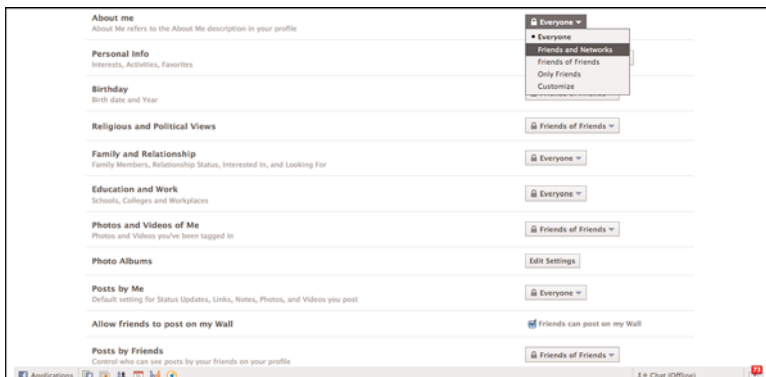 About me
Everyone
About Me refers to the About Me description in your profile
Everyone
Friends and Networks
Personal Info
Interests, Activities, Favorites
Friends of Friends
Only Friends
Customize
Birthday
Birth date and Year
Religious and Political Views
Friends of Friends
Family and Relationship
Family Members, Relationship Status, Interested In, and Looking For
Everyone
Education and Work
Schools, Colleges and Workplaces
Everyone
Photos and Videos of Me
Photos and Videos you've been tagged in
Friends of Friends
Photo Albums
Edit Settings
Posts by Me
Default setting for Status Updates, Links, Notes, Photos, and Videos you post
Everyone
Allow friends to post on my Wall
Friends can post on my Wall
Posts by Friends
Control who can see posts by your friends on your profile
Friends of Friends
Applications
Chat (Offline)
73